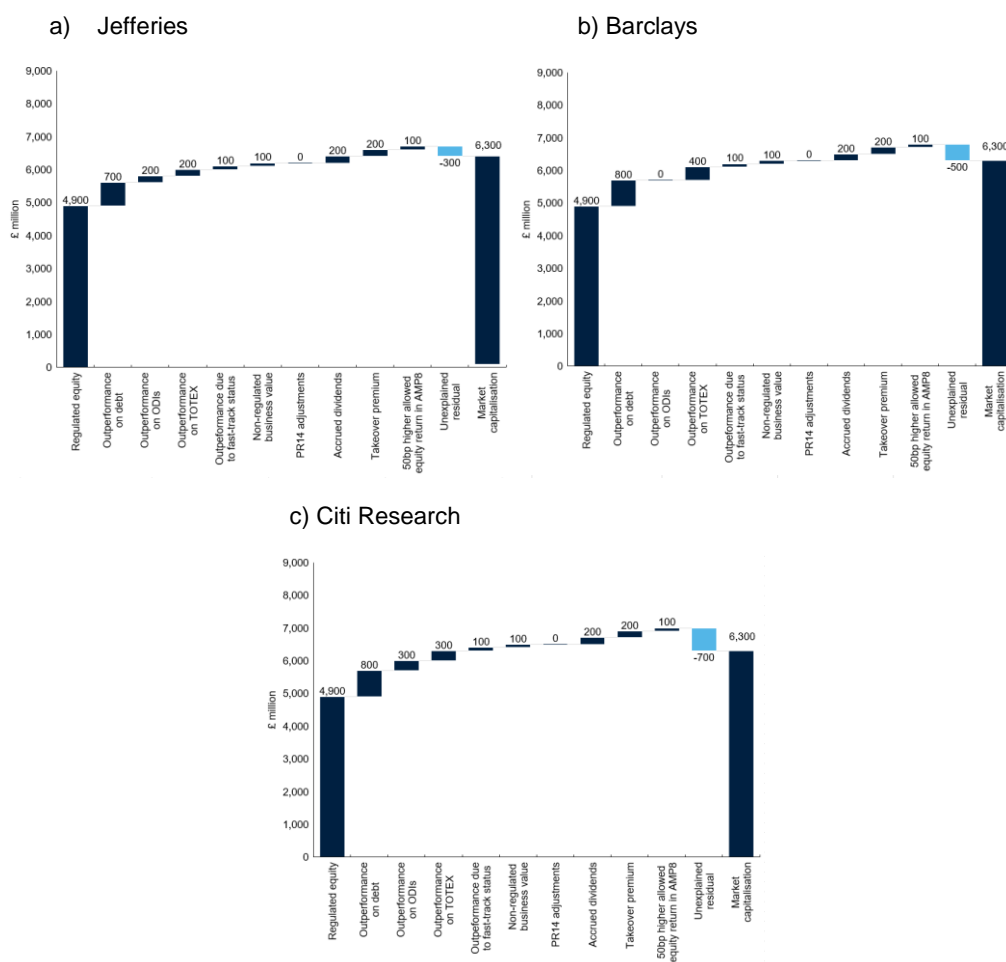 a) Jefferies
9,000
8,000
7,000
6,000
5,000
4,000
3,000
2,000
1,000
0
£ million
4,900
700
200
200
100
100
0
200
200
100
-300
6,300
Regulated equity
Outperformance
on debt
Outperformance
on ODIs
Outperformance
on TOTEX
Outpeformance due
to fast-track status
Non-regulated
business value
PR14 adjustments
Accrued dividends
Takeover premium
50bp higher allowed
equity return in AMP8
Unexplained
residual
Market
capitalisation
b) Barclays
9,000
8,000
7,000
6,000
5,000
4,000
3,000
2,000
1,000
0
£ million
4,900
800
0
400
100
100
0
200
200
100
-500
6,300
Regulated equity
Outperformance
on debt
Outperformance
on ODIs
Outperformance
on TOTEX
Outpeformance due
to fast-track status
Non-regulated
business value
PR14 adjustments
Accrued dividends
Takeover premium
50bp higher allowed
equity return in AMP8
Unexplained
residual
Market
capitalisation
c) Citi Research
9,000
8,000
7,000
6,000
5,000
4,000
3,000
2,000
1,000
0
£ million
4,900
800
300
300
100
100
0
200
200
100
-700
6,300
Regulated equity
Outperformance
on debt
Outperformance
on ODIs
Outperformance
on TOTEX
Outpeformance due
to fast-track status
Non-regulated
business value
PR14 adjustments
Accrued dividends
Takeover premium
50bp higher allowed
equity return in AMP8
Unexplained
residual
Market
capitalisation